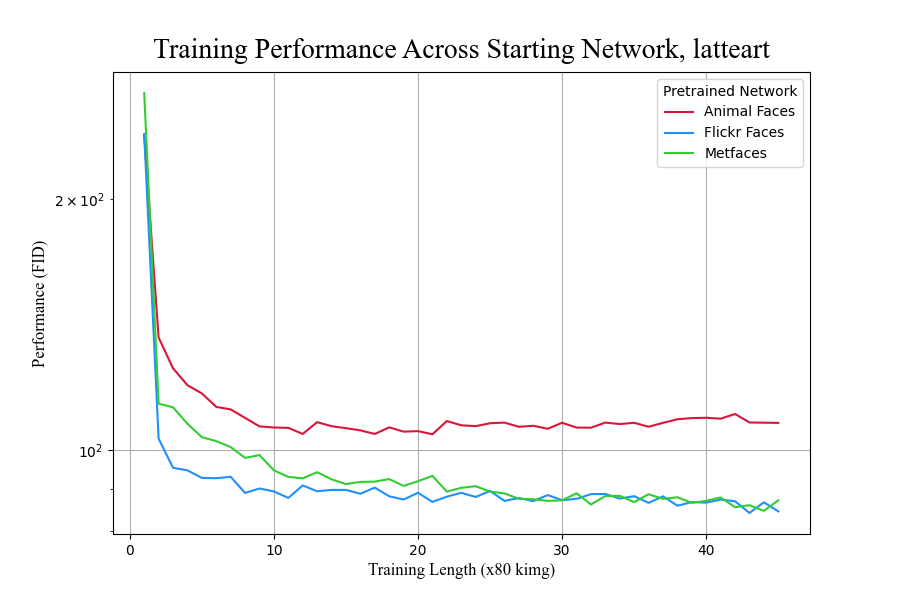 Training Performance Across Starting Network, latteart
Pretrained Network
Animal Faces
Flickr Faces
Metfaces
2 × 10²
10²
Performance (FID)
0 10 20 30 40
Training Length (x80 kimg)